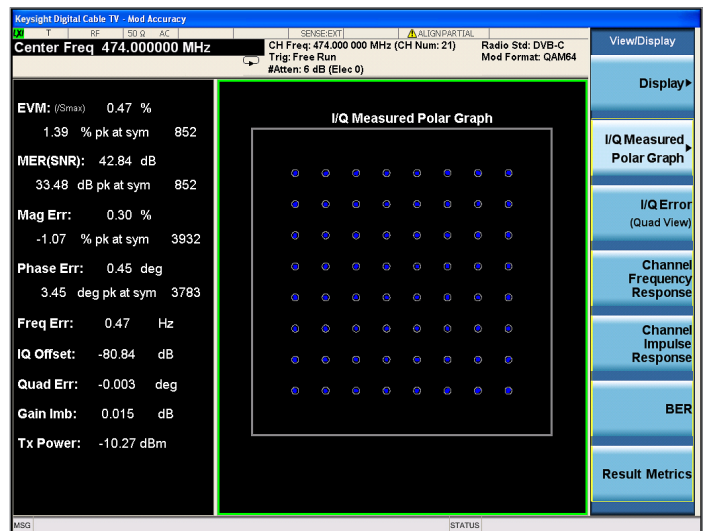 Keysight Digital Cable TV - Mod Accuracy
LXI T RF 50 Ω AC SENSE:EXT ALIGN PARTIAL
Center Freq 474.000000 MHz
CH Freq: 474.000 000 MHz (CH Num: 21) Radio Std: DVB-C
Trig: Free Run Mod Format: QAM64
#Atten: 6 dB (Elec 0)
EVM: (/Smax) 0.47 %
1.39 % pk at sym 852
MER(SNR): 42.84 dB
33.48 dB pk at sym 852
Mag Err: 0.30 %
-1.07 % pk at sym 3932
Phase Err: 0.45 deg
3.45 deg pk at sym 3783
Freq Err: 0.47 Hz
IQ Offset: -80.84 dB
Quad Err: -0.003 deg
Gain Imb: 0.015 dB
Tx Power: -10.27 dBm
I/Q Measured Polar Graph
View/Display
Display
I/Q Measured
Polar Graph
I/Q Error
(Quad View)
Channel
Frequency
Response
Channel
Impulse
Response
BER
Result Metrics
MSG STATUS